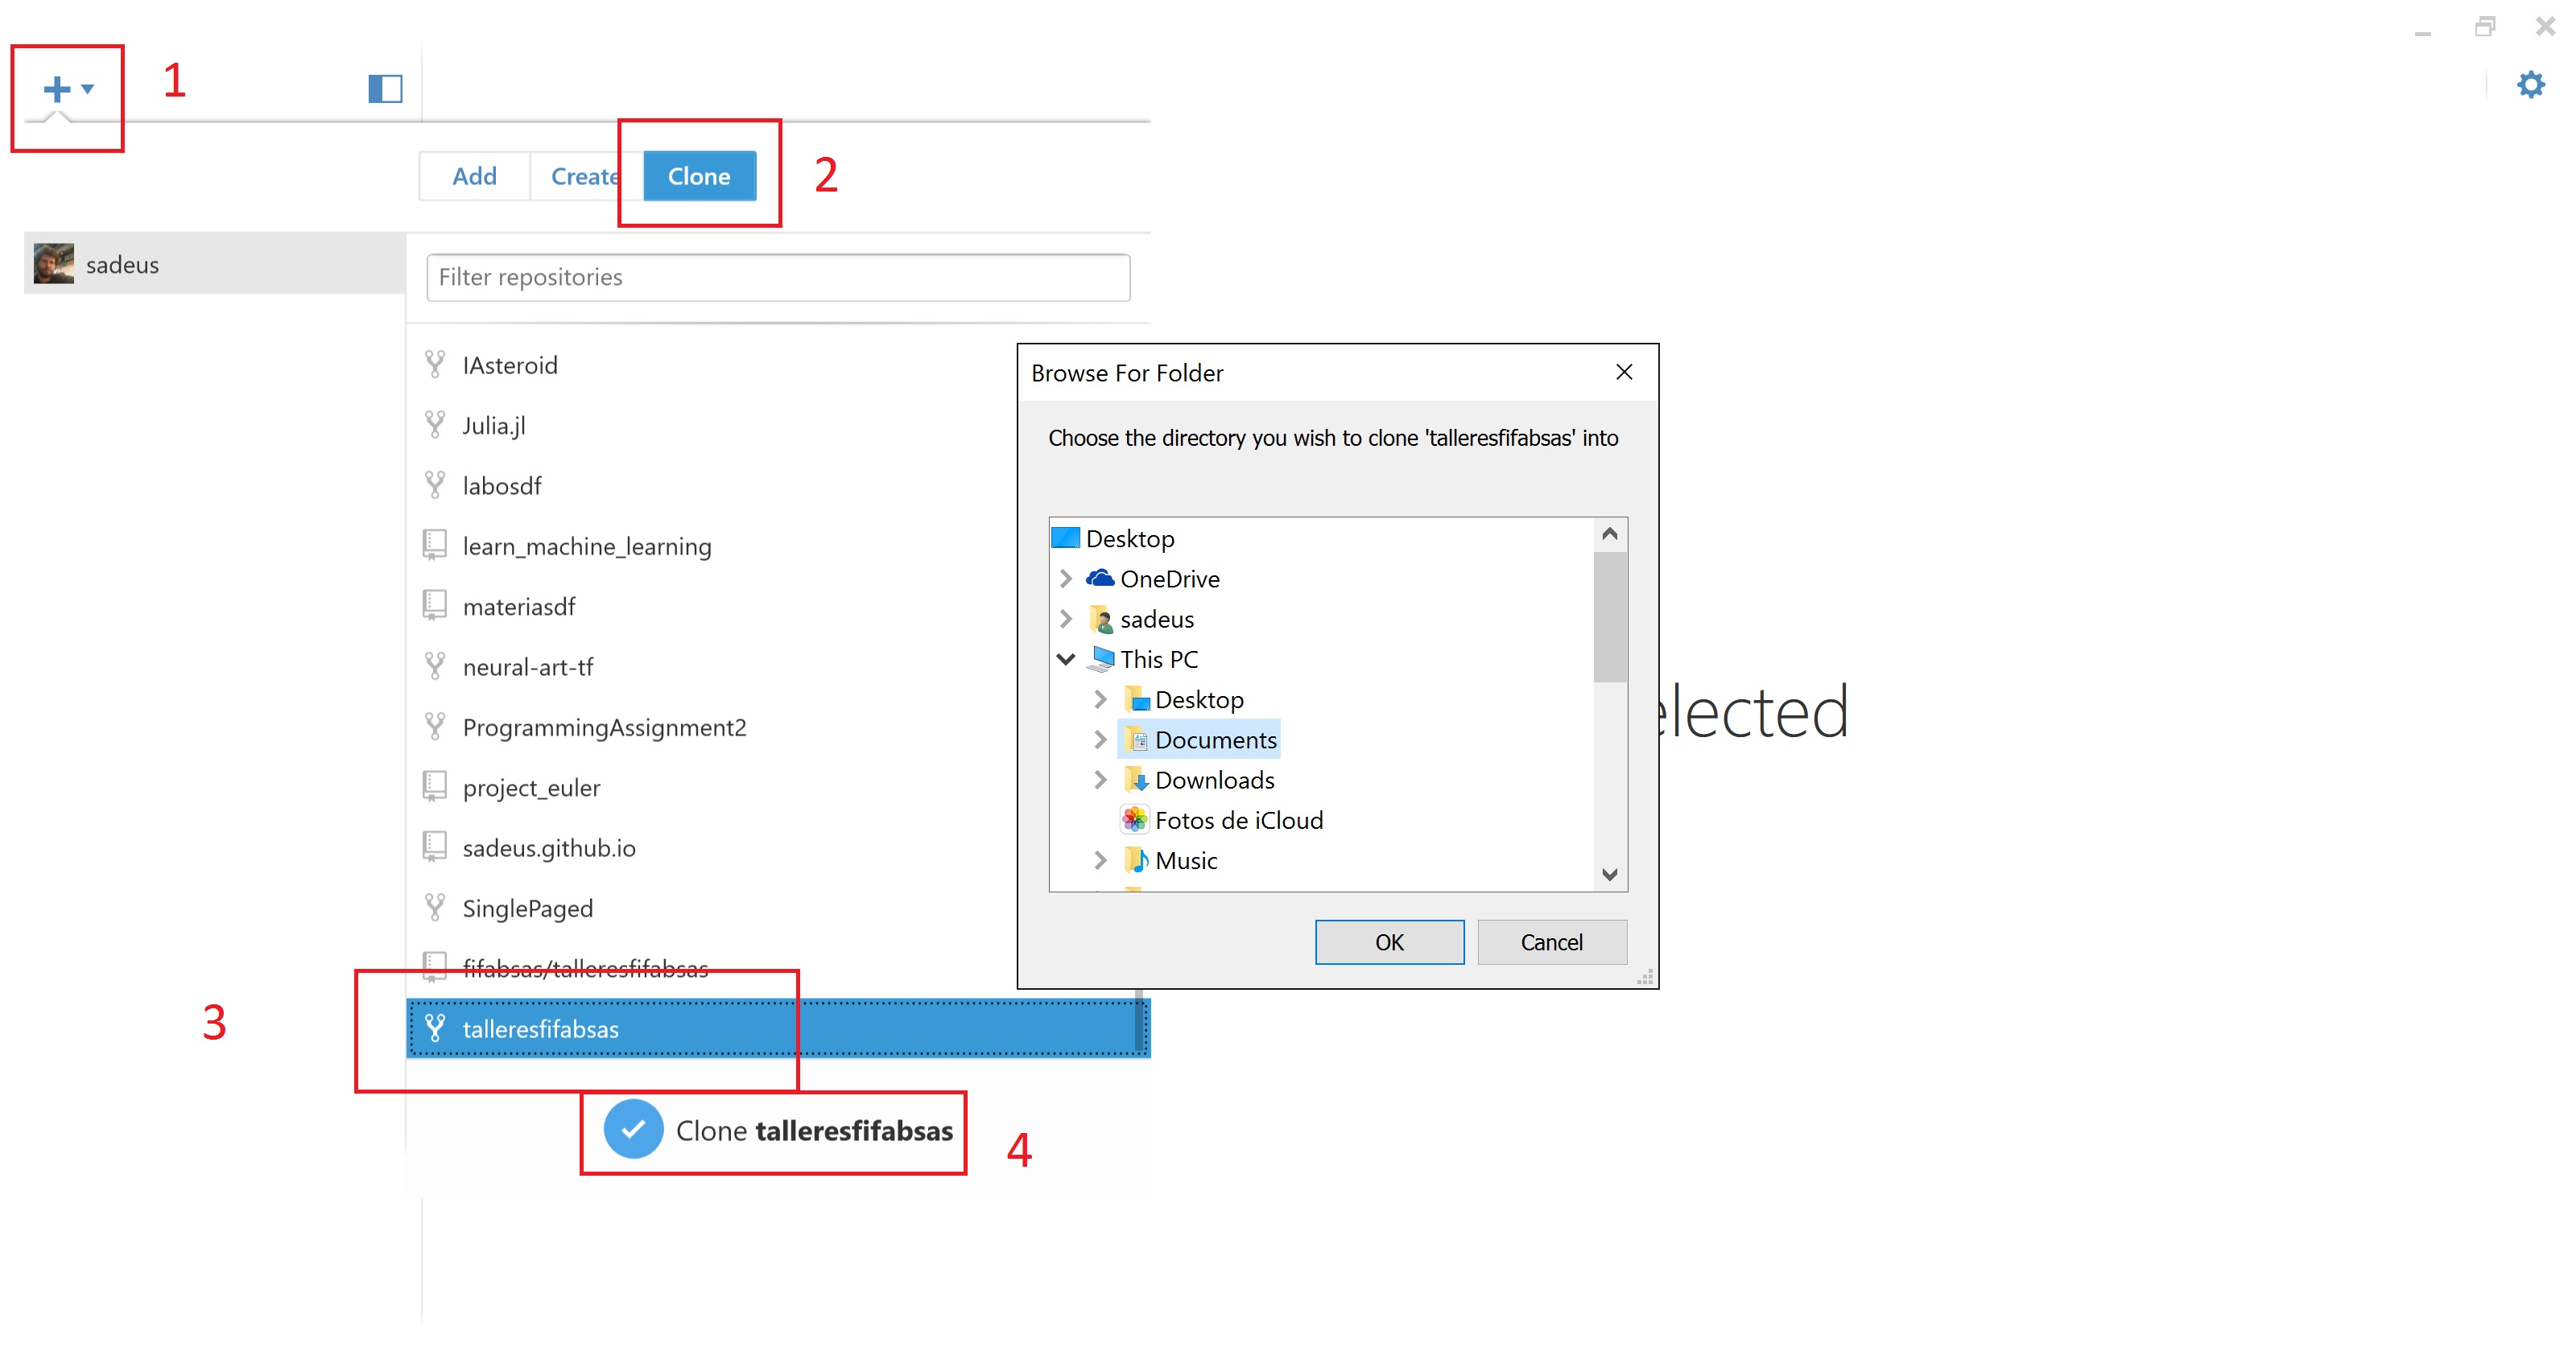 1
Add Create Clone
2
sadeus
Filter repositories
IAsteroid
Julia.jl
labosdf
learn_machine_learning
materiasdf
neural-art-tf
ProgrammingAssignment2
project_euler
sadeus.github.io
SinglePaged
fifabsas/talleresfifabsas
3
talleresfifabsas
Clone talleresfifabsas
4
Browse For Folder
Choose the directory you wish to clone 'talleresfifabsas' into
Desktop
OneDrive
sadeus
This PC
Desktop
Documents
Downloads
Fotos de iCloud
Music
OK Cancel
elected